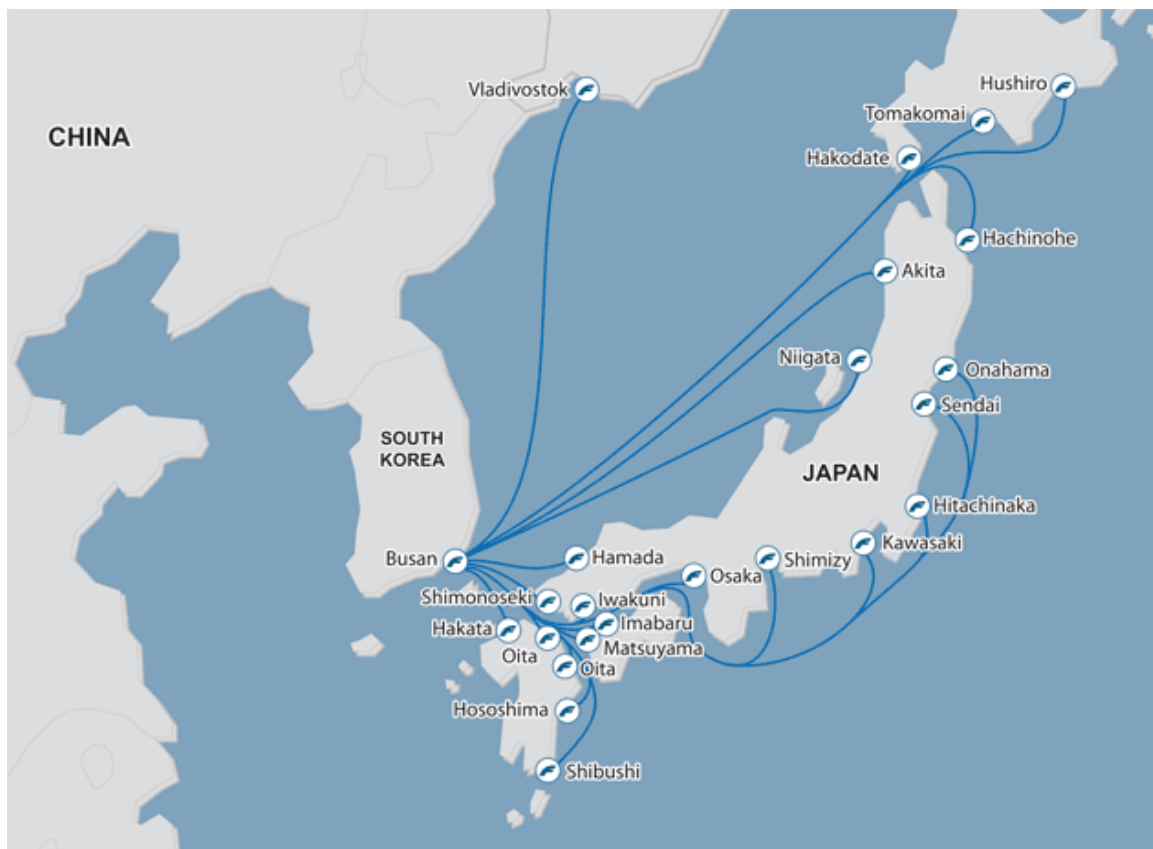 Vladivostok
Hushiro
Tomakomai
CHINA
Hakodate
Hachinohe
Akita
Niigata
Onahama
Sendai
SOUTH
KOREA
JAPAN
Hitachinaka
Kawasaki
Busan
Hamada
Shimizy
Osaka
Shimonoseki
Iwakuni
Imabaru
Hakata
Matsuyama
Oita
Oita
Hososhima
Shibushi